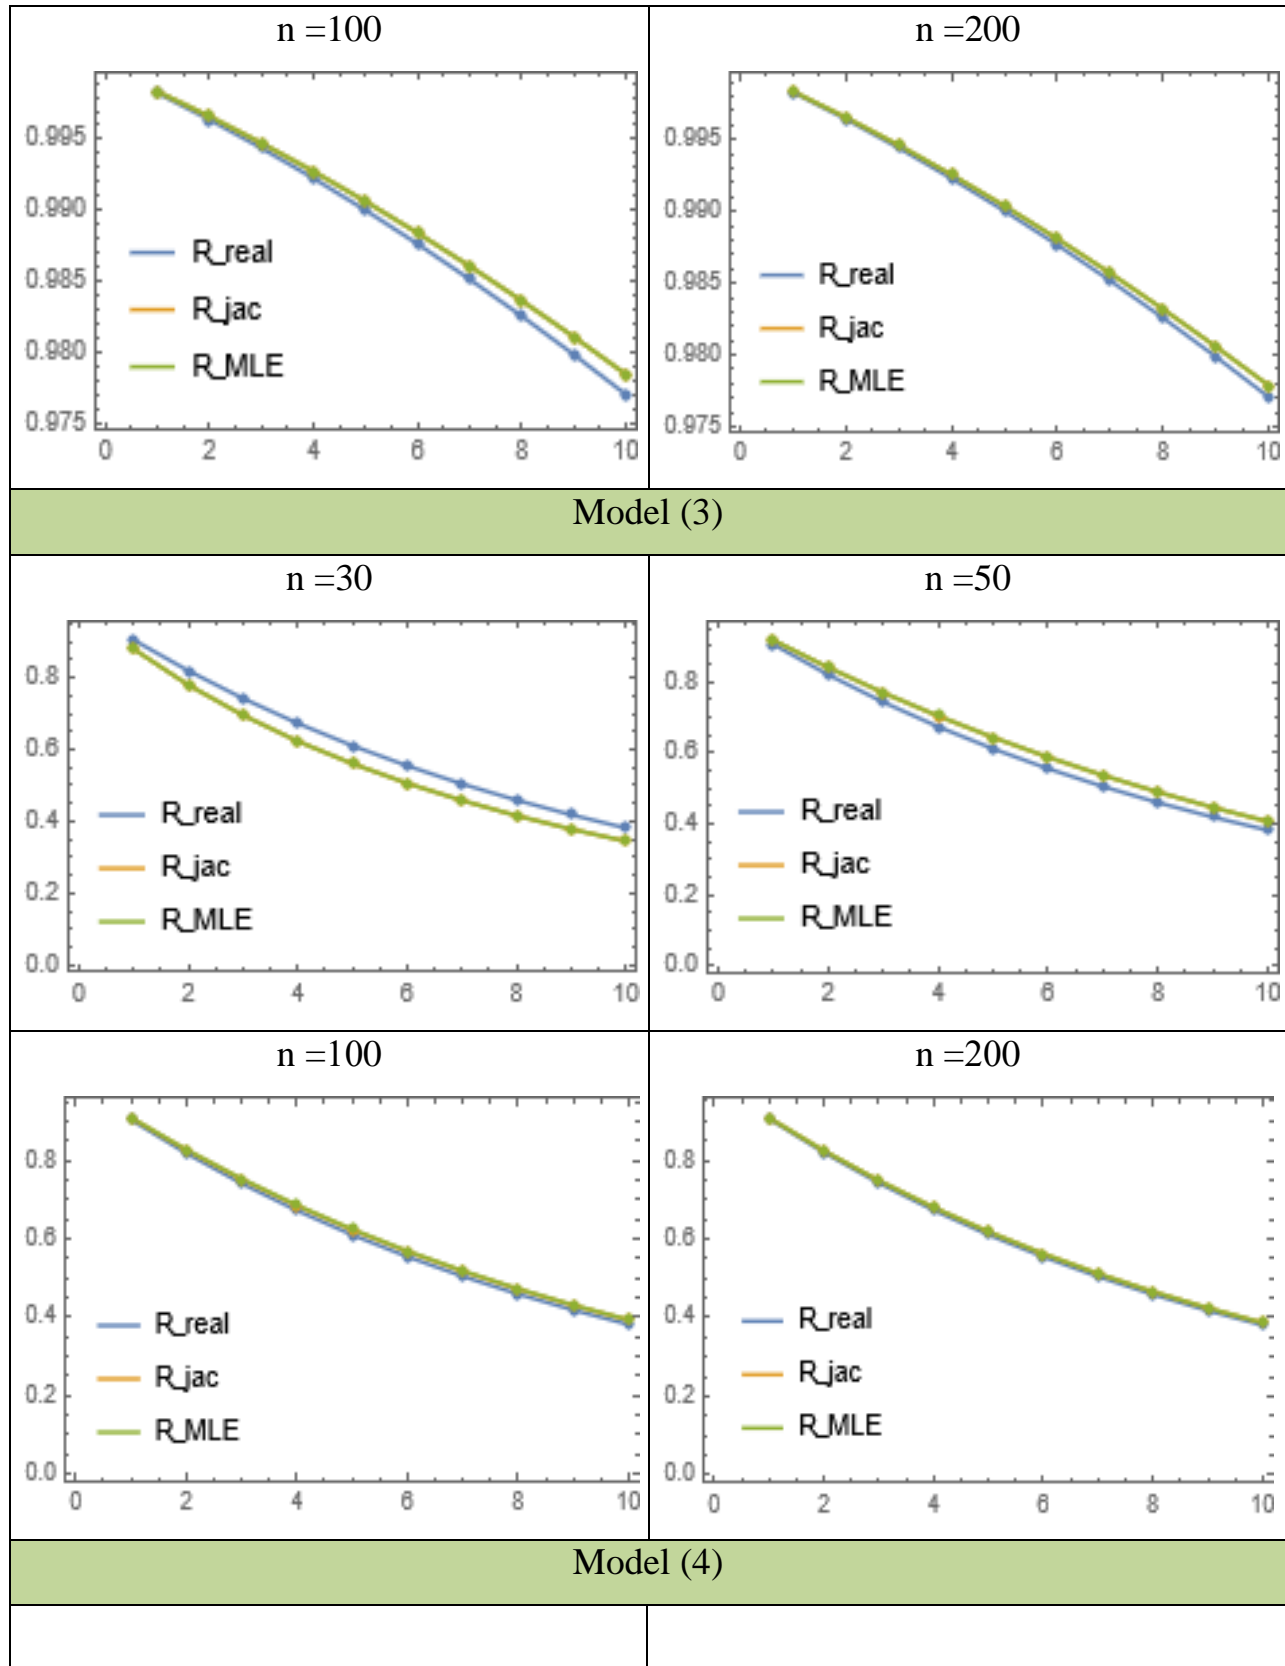 n =100
n =200
0.995
0.990
0.985
0.980
0.975
R_real
R_jac
R_MLE
0 2 4 6 8 10
0.995
0.990
0.985
0.980
0.975
R_real
R_jac
R_MLE
0 2 4 6 8 10
Model (3)
n =30
n =50
0.8
0.6
0.4
0.2
0.0
R_real
R_jac
R_MLE
0 2 4 6 8 10
0.8
0.6
0.4
0.2
0.0
R_real
R_jac
R_MLE
0 2 4 6 8 10
n =100
n =200
0.8
0.6
0.4
0.2
0.0
R_real
R_jac
R_MLE
0 2 4 6 8 10
0.8
0.6
0.4
0.2
0.0
R_real
R_jac
R_MLE
0 2 4 6 8 10
Model (4)